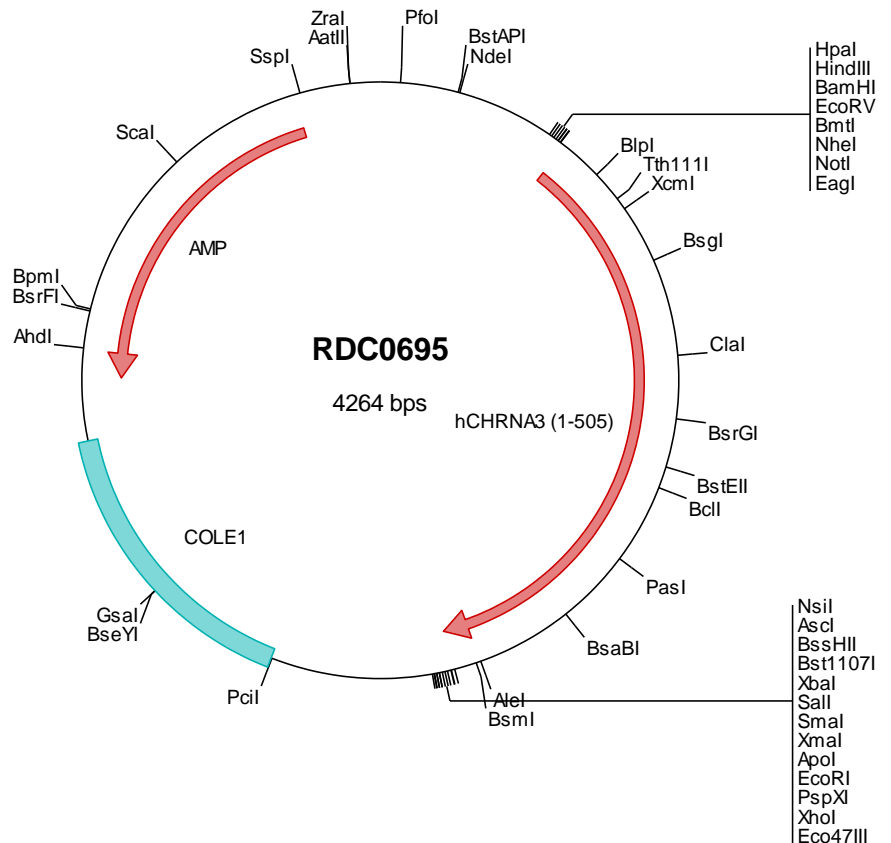 ZraI
PfoI
AatII
BstAPI
SspI
NdeI
HpaI
HindIII
BamHI
EcoRV
BmtI
NheI
NotI
EagI
ScaI
BlpI
Tth111I
XcmI
BsgI
AMP
BpmI
BsrFI
AhdI
RDC0695
4264 bps
ClaI
hCHRNA3 (1-505)
BsrGI
BstEII
BclI
COLE1
PasI
GsaI
BseYI
BsaBI
PciI
AleI
BsmI
NsiI
AscI
BssHII
Bst1107I
XbaI
SalI
SmaI
XmaI
ApoI
EcoRI
PspXI
XhoI
Eco47III